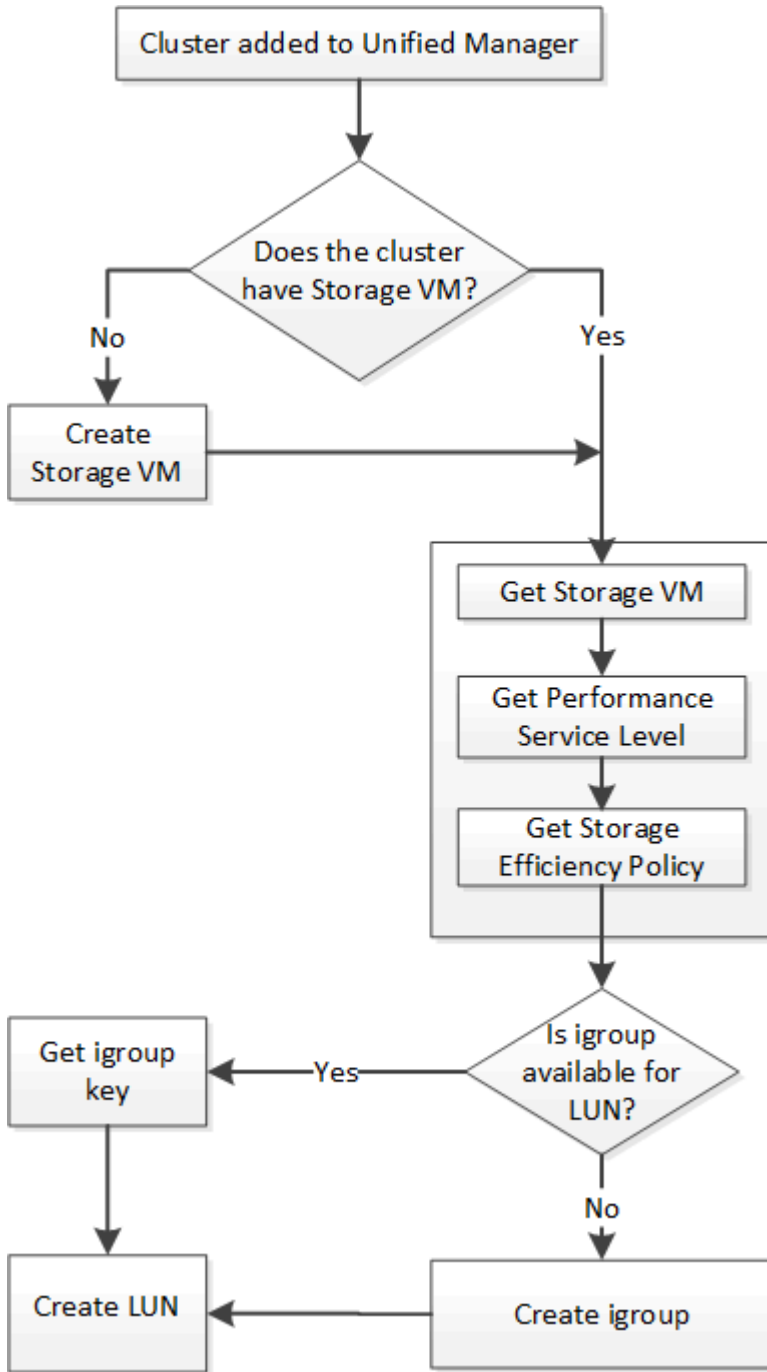 Cluster added to Unified Manager
Does the cluster
have Storage VM?
No
Yes
Create
Storage VM
Get Storage VM
Get Performance
Service Level
Get Storage
Efficiency Policy
Is igroup
available for
LUN?
Yes
Get igroup
key
No
Create LUN
Create igroup